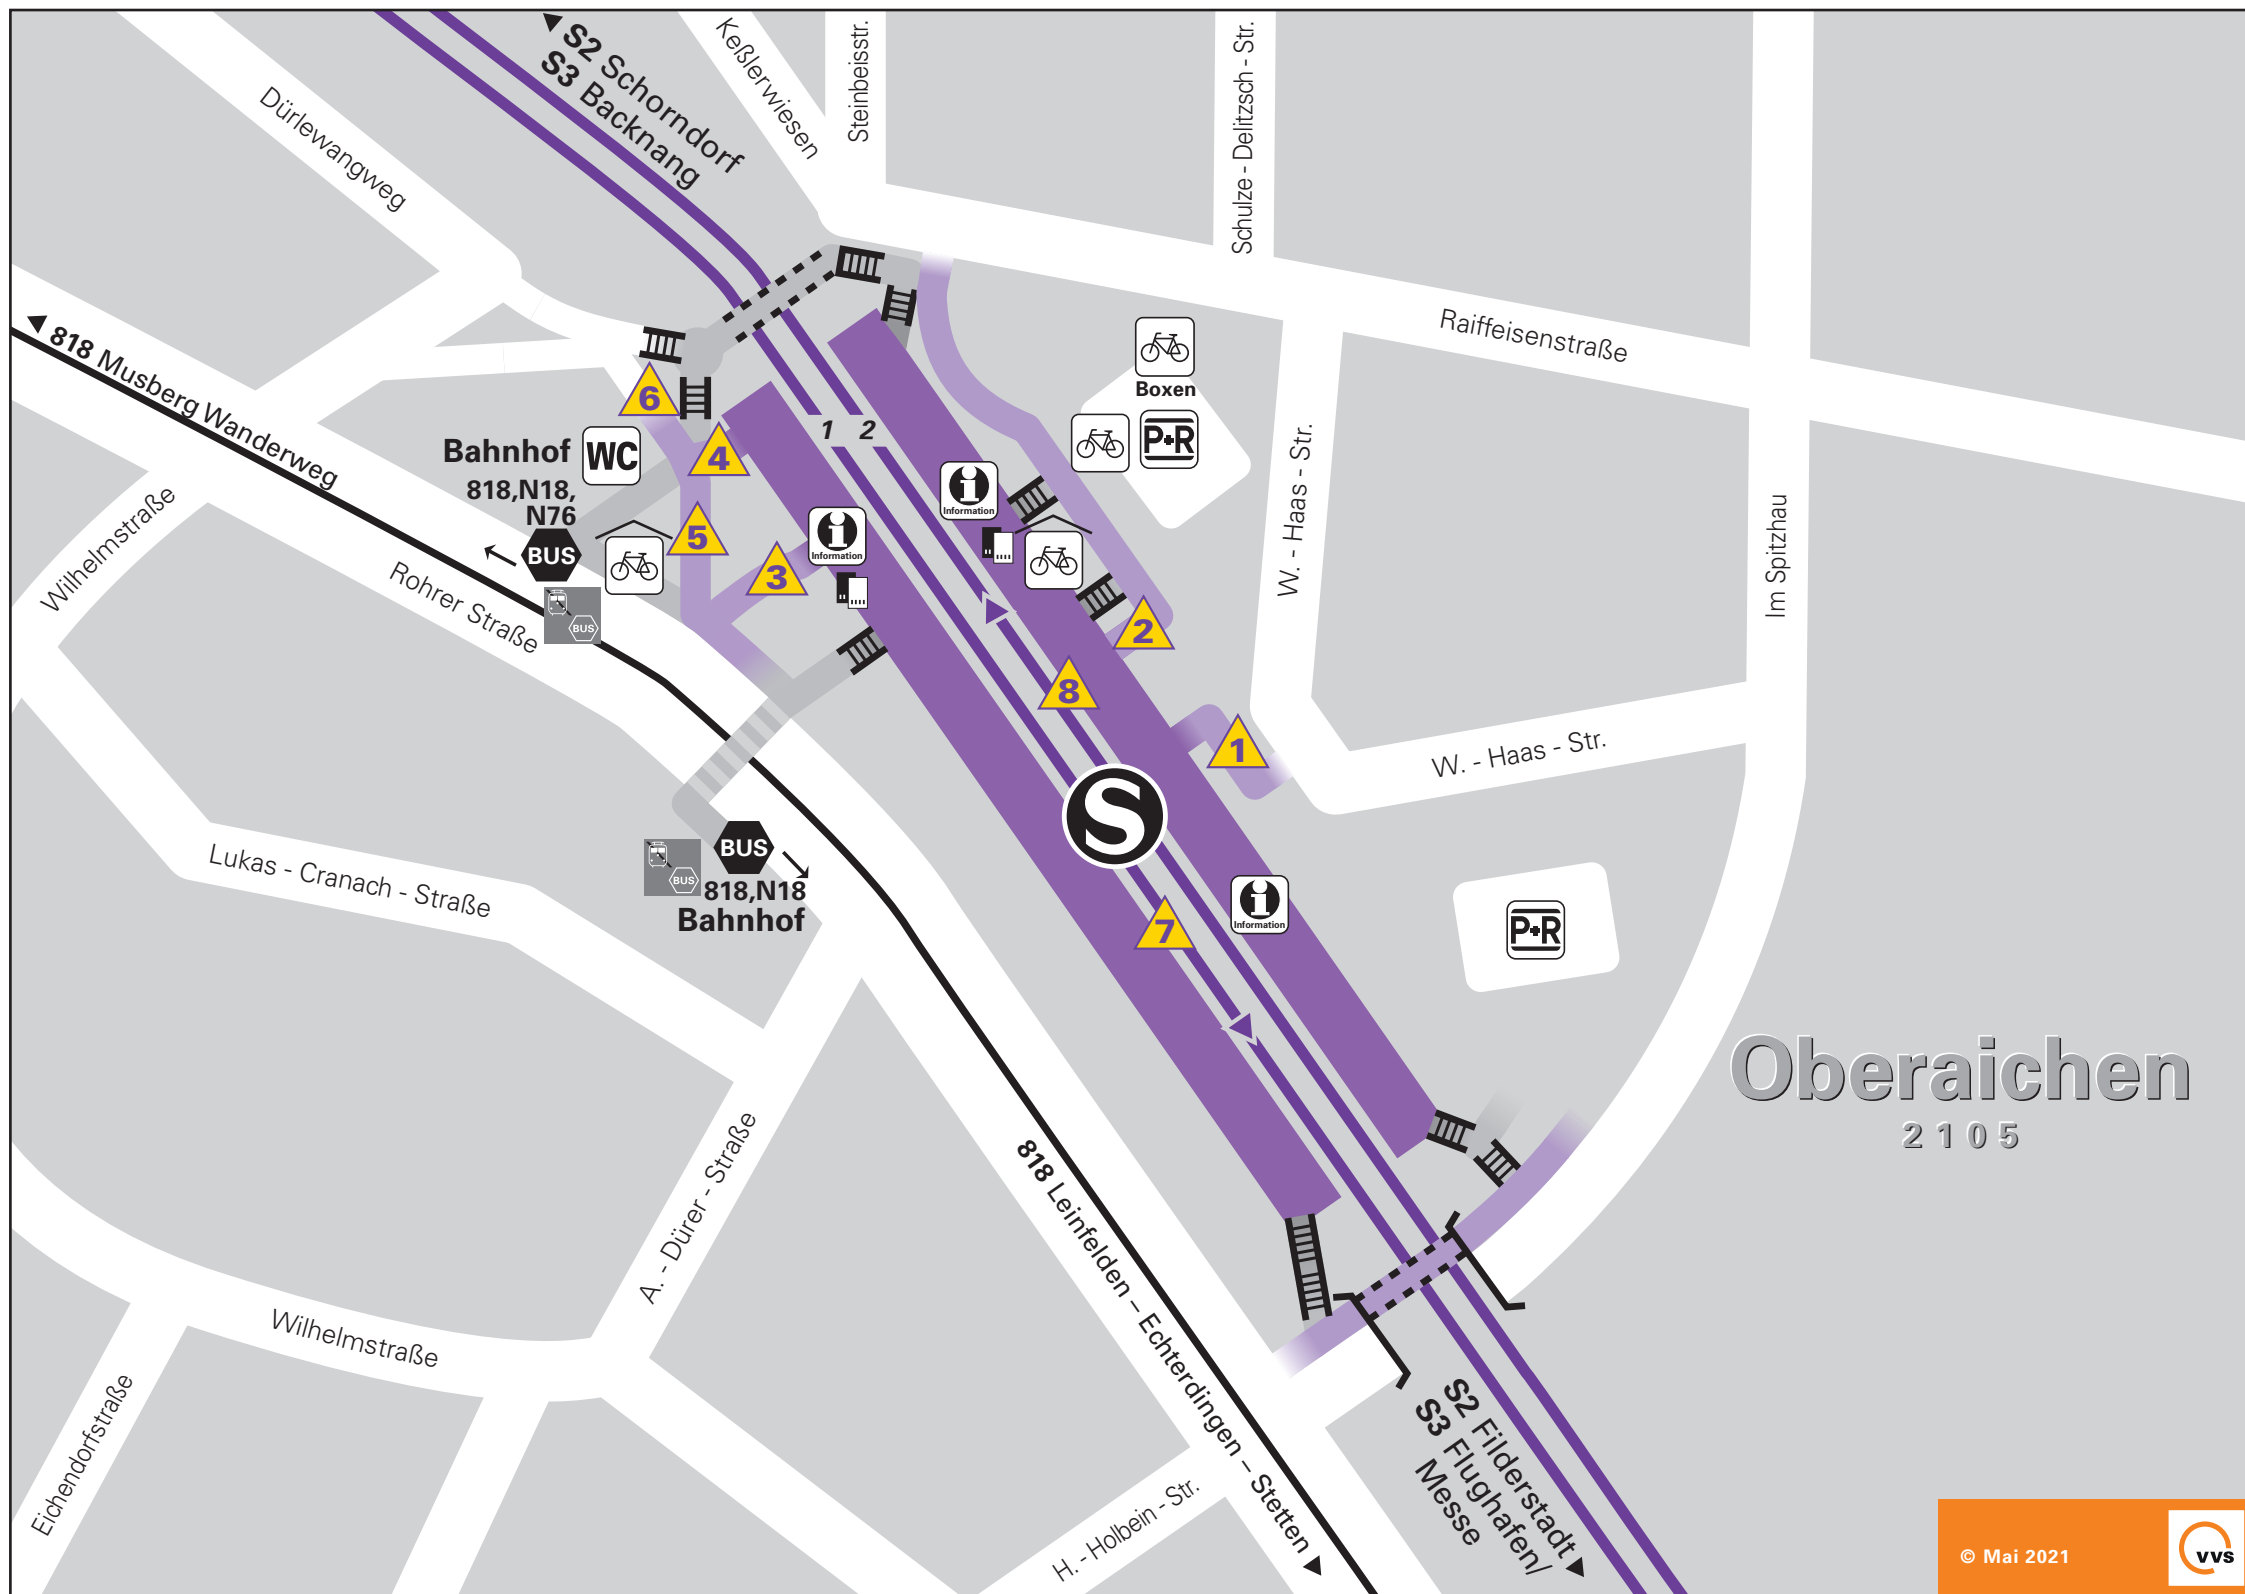 S2 Schorndorf
S3 Backnang
Keßlerwiesen
Steinbeisstr.
Schulze - Delitzsch - Str.
Dürlewangweg
Raiffeisenstraße
818 Musberg Wanderweg
Boxen
P+R
6
1 2
4
Bahnhof
WC
818,N18,
N76
BUS
BUS
5
3
Information
Information
W. - Haas - Str.
Im Spitzhau
Wilhelmstraße
Rohrer Straße
2
8
1
W. - Haas - Str.
S
Lukas - Cranach - Straße
BUS
BUS
818,N18
Bahnhof
7
Information
P+R
Oberaichen
2105
A. - Dürer - Straße
818 Leinfelden – Echterdingen – Stetten
Wilhelmstraße
Eichendorfstraße
H. - Holbein - Str.
S2 Filderstadt
S3 Flughafen/
Messe
© Mai 2021
vvs